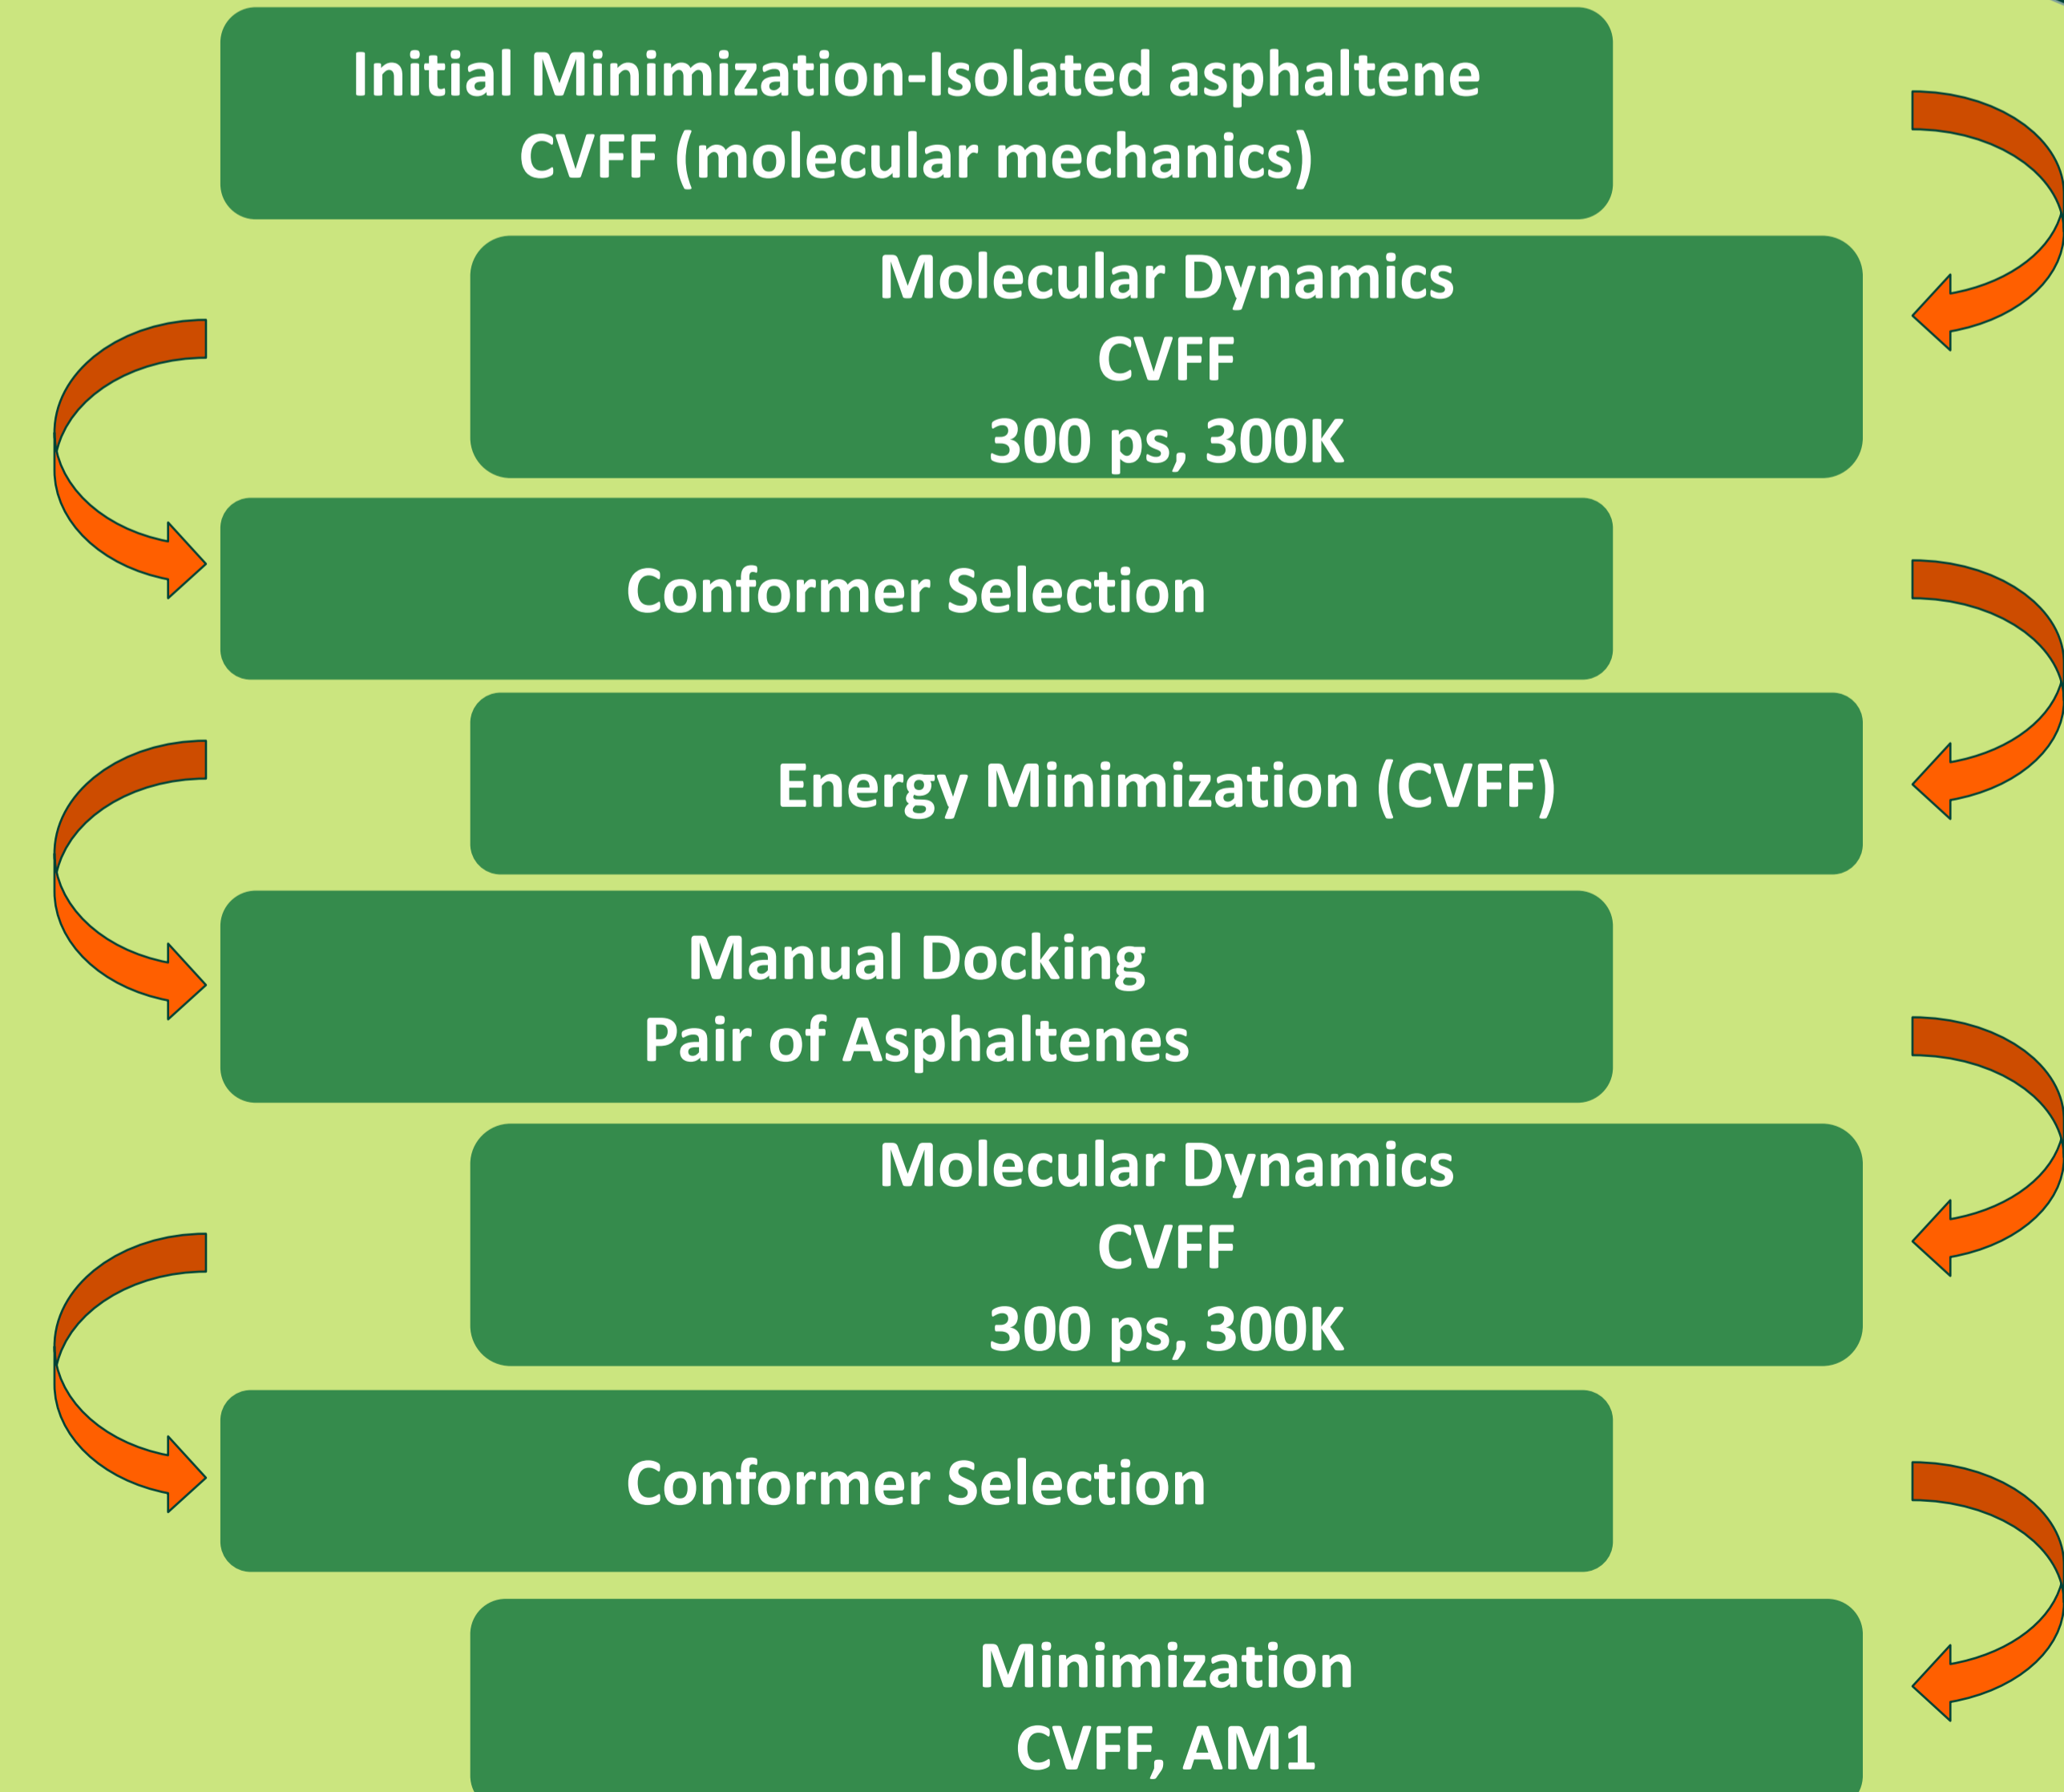 Initial Minimization-Isolated asphaltene
CVFF (molecular mechanics)
Molecular Dynamics
CVFF
300 ps, 300K
Conformer Selection
Energy Minimization (CVFF)
Manual Docking
Pair of Asphaltenes
Molecular Dynamics
CVFF
300 ps, 300K
Conformer Selection
Minimization
CVFF, AM1